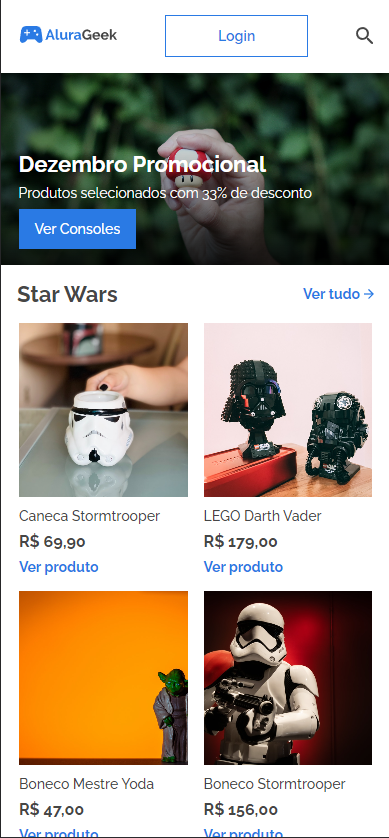 AluraGeek
Login
Dezembro Promocional
Produtos selecionados com 33% de desconto
Ver Consoles
Star Wars
Ver tudo →
Caneca Stormtrooper
LEGO Darth Vader
R$ 69,90
R$ 179,00
Ver produto
Ver produto
Boneco Mestre Yoda
Boneco Stormtrooper
R$ 47,00
R$ 156,00
Ver produto
Ver produto